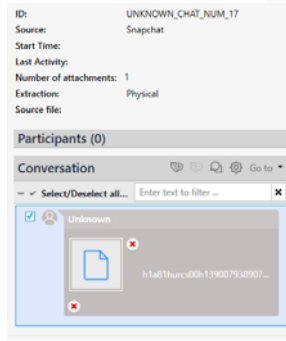 ID: UNKNOWN_CHAT_NUM_17
Source: Snapchat
Start Time:
Last Activity:
Number of attachments: 1
Extraction: Physical
Source file:
Participants (0)
Conversation Go to
Select/Deselect all... Enter text to filter ...
Unknown